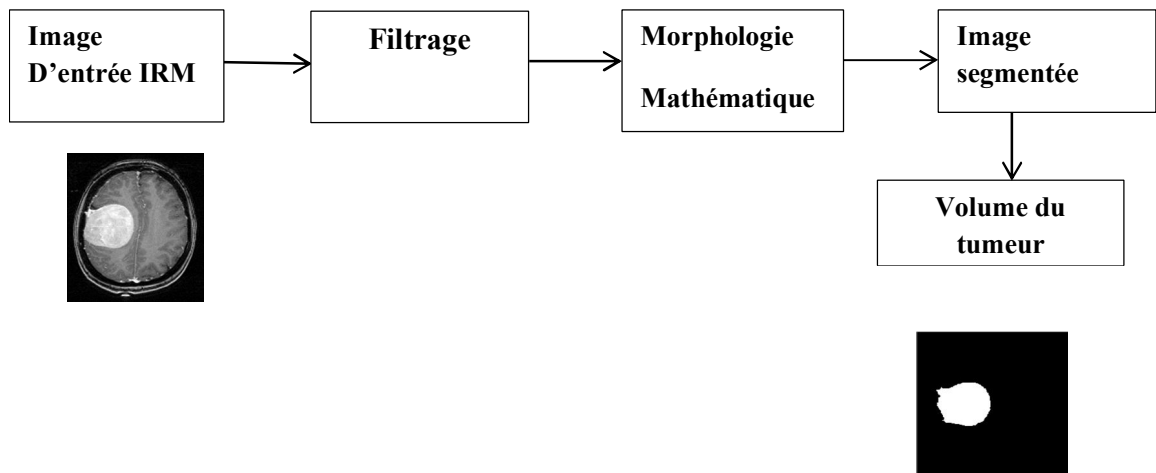 Image
D’entrée IRM
Filtrage
Morphologie
Mathématique
Image
segmentée
Volume du
tumeur